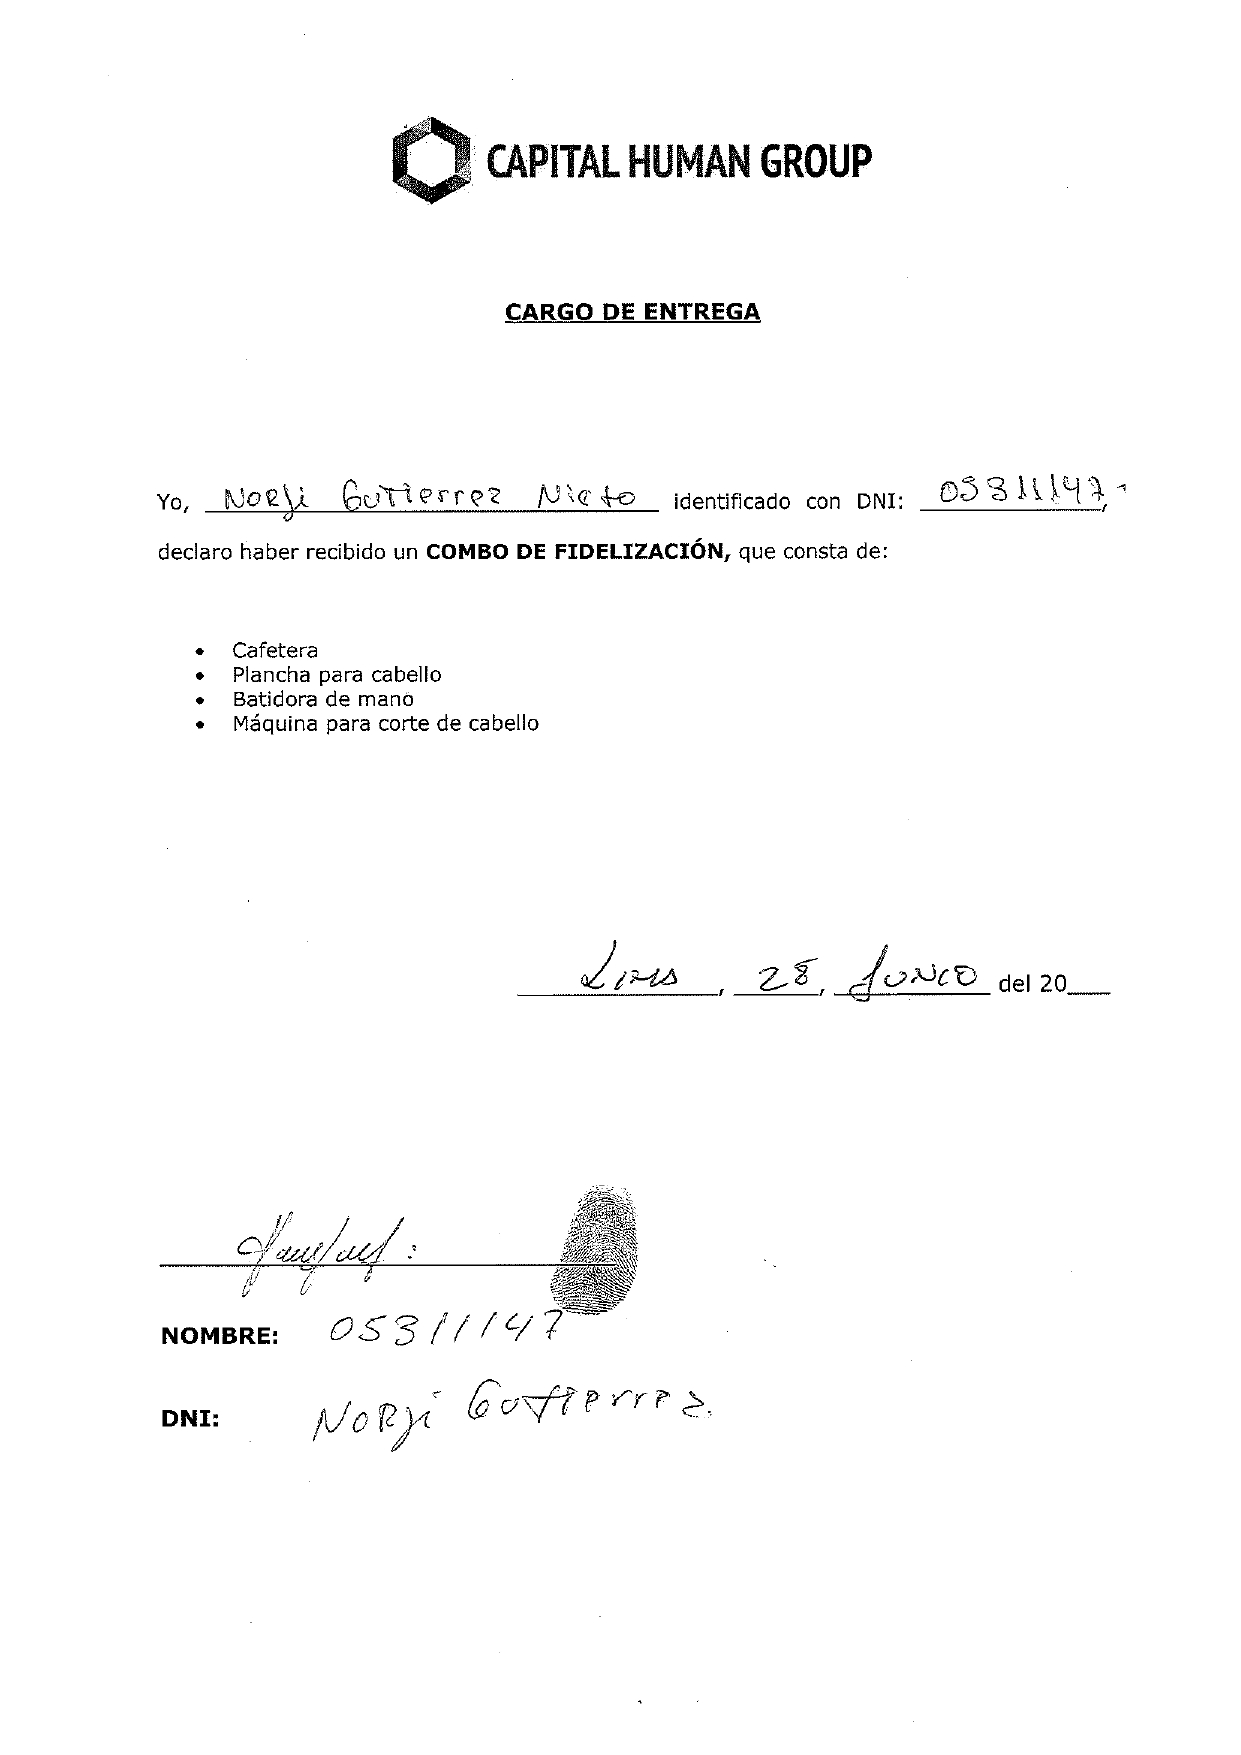 CAPITAL HUMAN GROUP
CARGO DE ENTREGA
Yo, Norji Gutierrez Nieto identificado con DNI: 05311147,
declaro haber recibido un COMBO DE FIDELIZACIÓN, que consta de:
• Cafetera
• Plancha para cabello
• Batidora de mano
• Máquina para corte de cabello
Lima, 28, Junio del 20__
NOMBRE: 05311147
DNI: Norji Gutierrez.